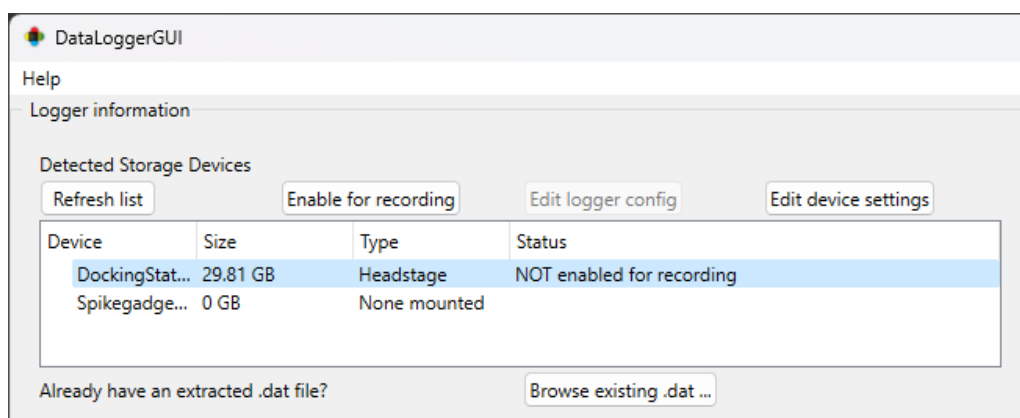 DataLoggerGUI
Help
Logger information
Detected Storage Devices
Refresh list Enable for recording Edit logger config Edit device settings
Device Size Type Status
DockingStat... 29.81 GB Headstage NOT enabled for recording
Spikegadge... 0 GB None mounted
Already have an extracted .dat file? Browse existing .dat ...